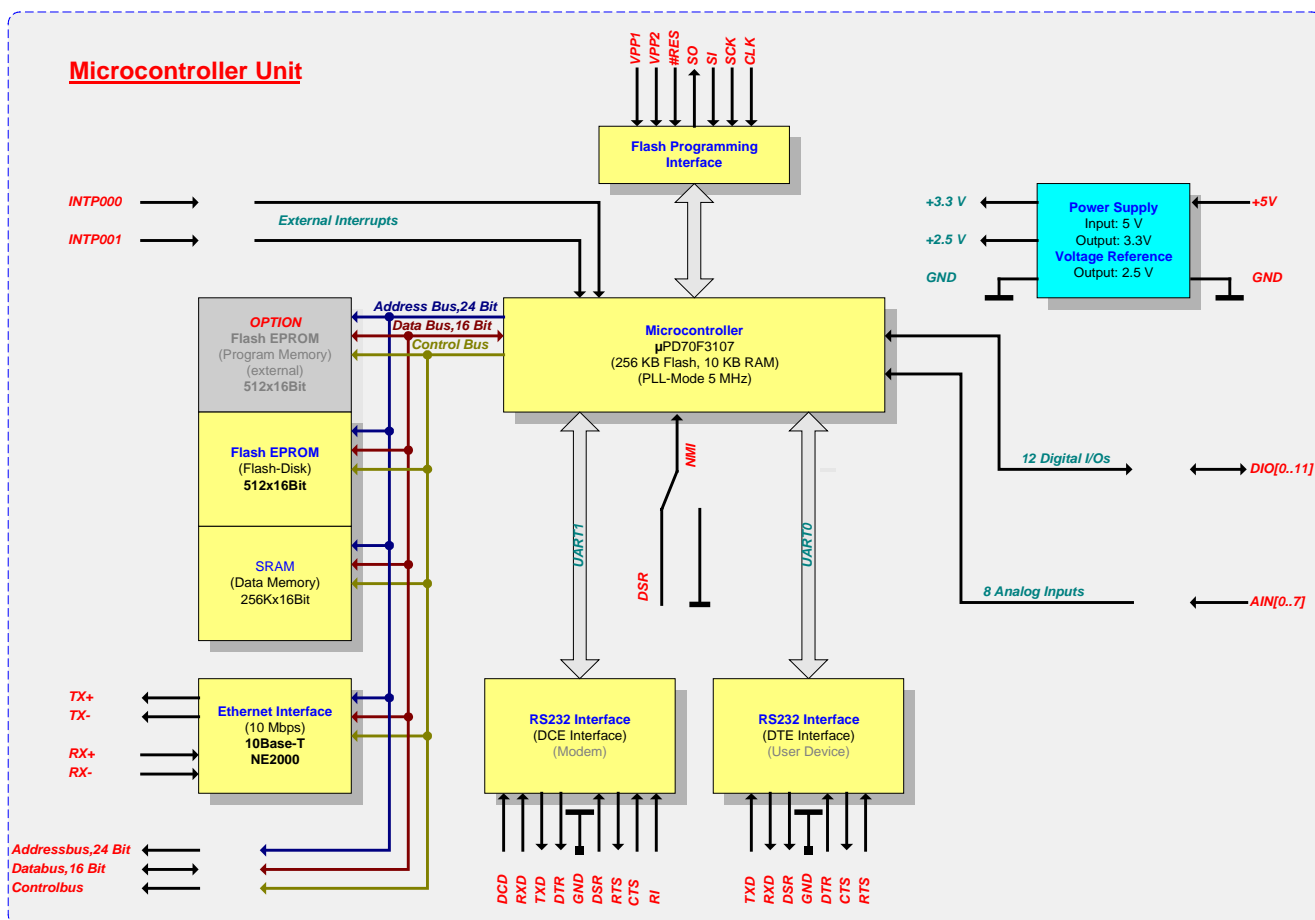 Microcontroller Unit
VPP1
VPP2
#RES
SO
SI
SCK
CLK
Flash Programming
Interface
INTP000
External Interrupts
INTP001
+3.3 V
+2.5 V
GND
Power Supply
Input: 5 V
Output: 3.3V
Voltage Reference
Output: 2.5 V
+5V
GND
Address Bus,24 Bit
Data Bus,16 Bit
Control Bus
OPTION
Flash EPROM
(Program Memory)
(external)
512x16Bit
Microcontroller
µPD70F3107
(256 KB Flash, 10 KB RAM)
(PLL-Mode 5 MHz)
Flash EPROM
(Flash-Disk)
512x16Bit
NMI
12 Digital I/Os
DIO[0..11]
SRAM
(Data Memory)
256Kx16Bit
UART1
DSR
UART0
8 Analog Inputs
AIN[0..7]
TX+
TX-
RX+
RX-
Ethernet Interface
(10 Mbps)
10Base-T
NE2000
RS232 Interface
(DCE Interface)
(Modem)
RS232 Interface
(DTE Interface)
(User Device)
Addressbus,24 Bit
Databus,16 Bit
Controlbus
DCD
RXD
TXD
DTR
GND
DSR
RTS
CTS
RI
TXD
RXD
DSR
GND
DTR
CTS
RTS